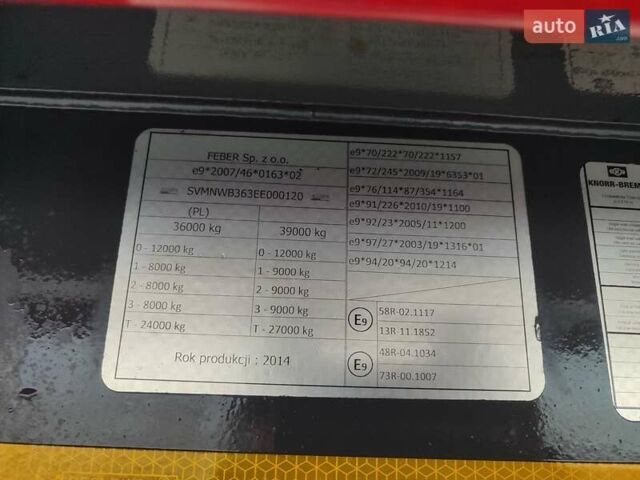 auto RIA
.com
FEBER Sp. z o.o.
e9*2007/46*0163*02
SVMNWB363EE000120
(PL)
36000 kg 39000 kg
0 - 12000 kg 0 - 12000 kg
1 - 8000 kg 1 - 9000 kg
2 - 8000 kg 2 - 9000 kg
3 - 8000 kg 3 - 9000 kg
T - 24000 kg T - 27000 kg
Rok produkcji : 2014
e9*70/222*70/222*1157
e9*72/245*2009/19*6353*01
e9*76/114*87/354*1164
e9*91/226*2010/19*1100
e9*92/23*2005/11*1200
e9*97/27*2003/19*1316*01
e9*94/20*94/20*1214
E9
58R-02.1117
13R-11.1852
E9
48R-04.1034
73R-00.1007
KNORR-BREM